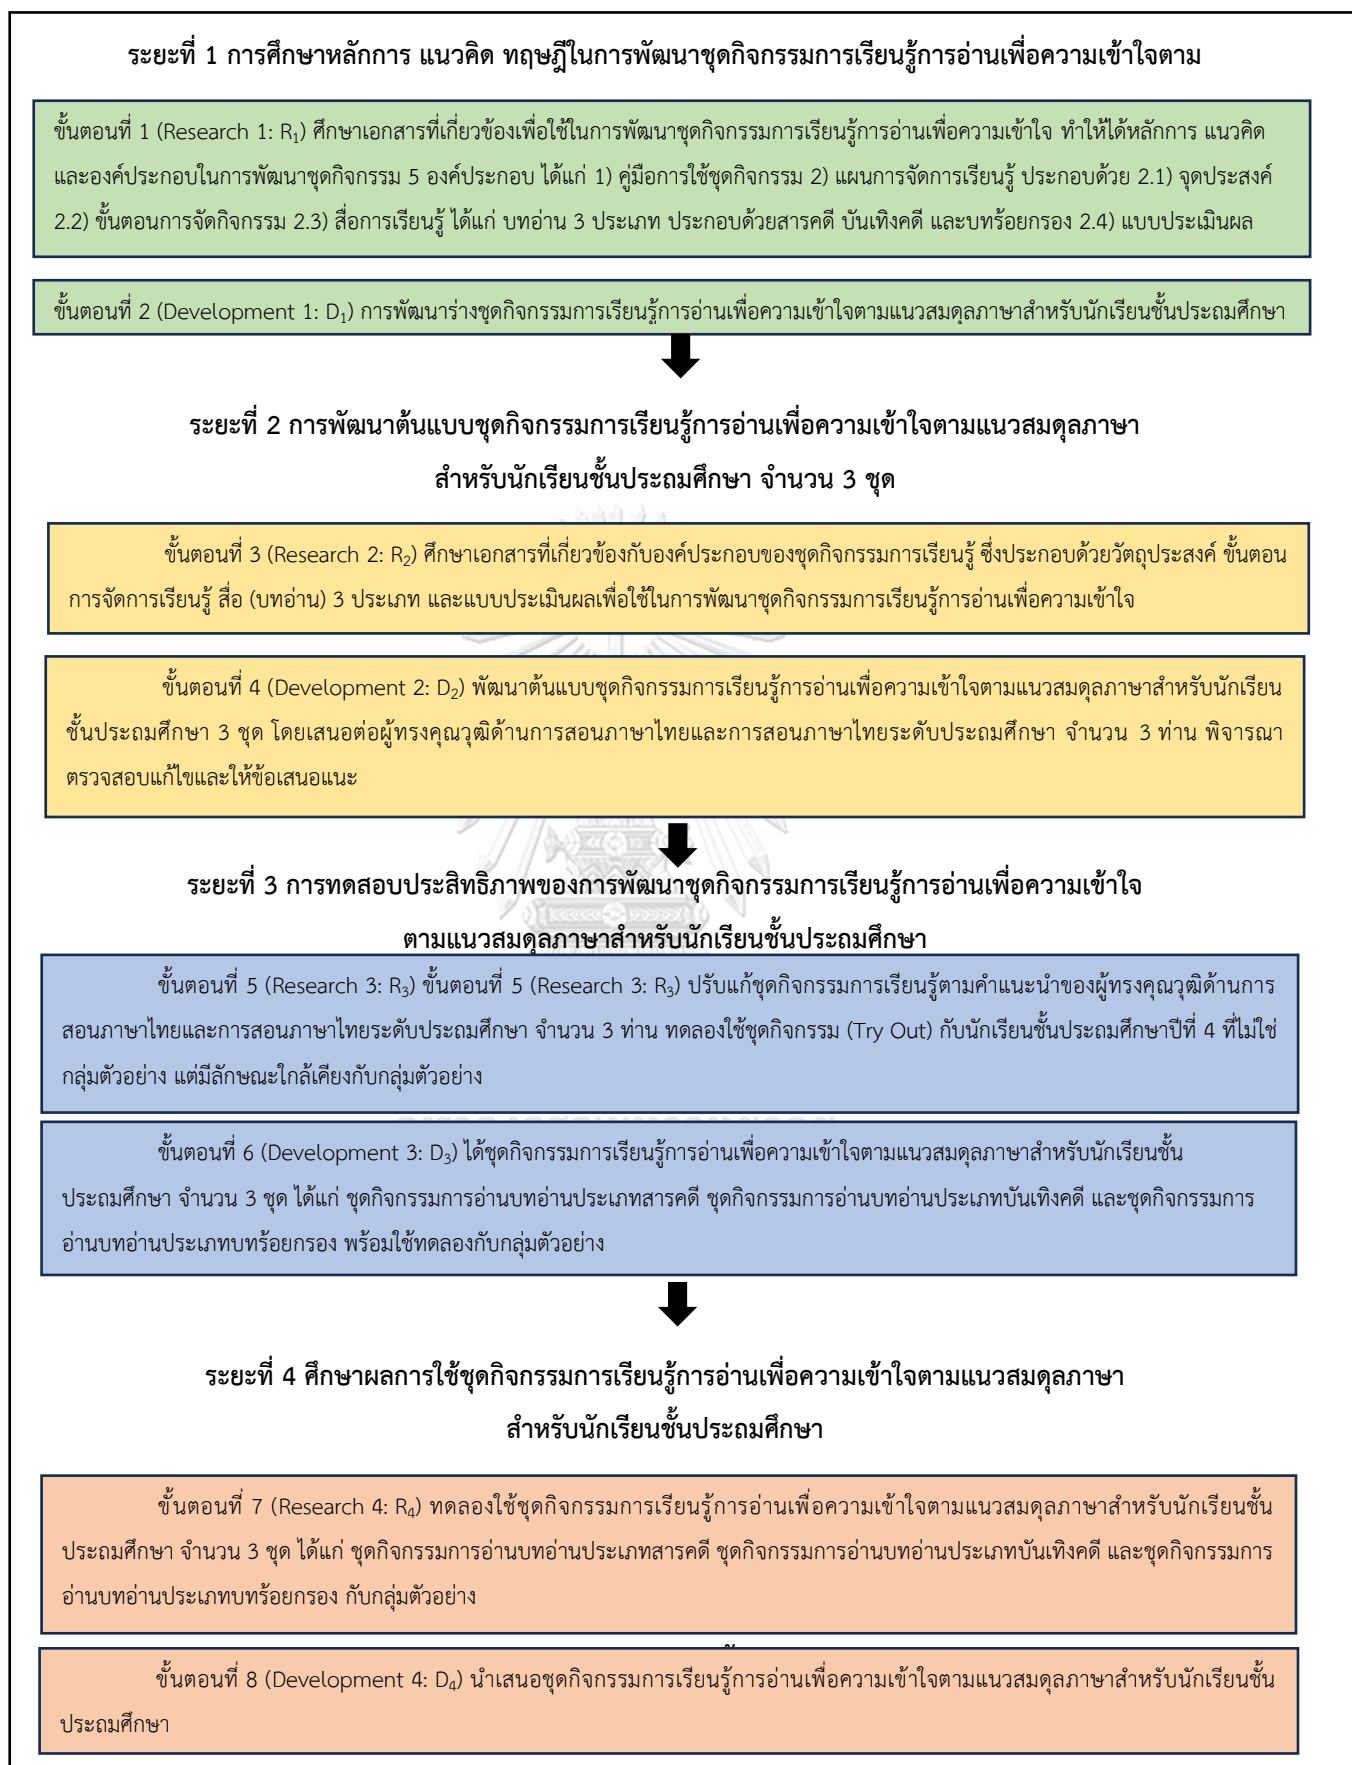 ระยะที่ 1 การศึกษาหลักการ แนวคิด ทฤษฎีในการพัฒนาชุดกิจกรรมการเรียนรู้การอ่านเพื่อความเข้าใจตาม
ขั้นตอนที่ 1 (Research 1: R₁) ศึกษาเอกสารที่เกี่ยวข้องเพื่อใช้ในการพัฒนาชุดกิจกรรมการเรียนรู้การอ่านเพื่อความเข้าใจ ทำให้ได้หลักการ แนวคิด
และองค์ประกอบในการพัฒนาชุดกิจกรรม 5 องค์ประกอบ ได้แก่ 1) คู่มือการใช้ชุดกิจกรรม 2) แผนการจัดการเรียนรู้ ประกอบด้วย 2.1) จุดประสงค์
2.2) ขั้นตอนการจัดกิจกรรม 2.3) สื่อการเรียนรู้ ได้แก่ บทอ่าน 3 ประเภท ประกอบด้วยสารคดี บันเทิงคดี และบทร้อยกรอง 2.4) แบบประเมินผล
ขั้นตอนที่ 2 (Development 1: D₁) การพัฒนาร่างชุดกิจกรรมการเรียนรู้การอ่านเพื่อความเข้าใจตามแนวสมดุลภาษาสำหรับนักเรียนชั้นประถมศึกษา
ระยะที่ 2 การพัฒนาต้นแบบชุดกิจกรรมการเรียนรู้การอ่านเพื่อความเข้าใจตามแนวสมดุลภาษา
สำหรับนักเรียนชั้นประถมศึกษา จำนวน 3 ชุด
ขั้นตอนที่ 3 (Research 2: R₂) ศึกษาเอกสารที่เกี่ยวข้องกับองค์ประกอบของชุดกิจกรรมการเรียนรู้ ซึ่งประกอบด้วยวัตถุประสงค์ ขั้นตอน
การจัดการเรียนรู้ สื่อ (บทอ่าน) 3 ประเภท และแบบประเมินผลเพื่อใช้ในการพัฒนาชุดกิจกรรมการเรียนรู้การอ่านเพื่อความเข้าใจ
ขั้นตอนที่ 4 (Development 2: D₂) พัฒนาต้นแบบชุดกิจกรรมการเรียนรู้การอ่านเพื่อความเข้าใจตามแนวสมดุลภาษาสำหรับนักเรียน
ชั้นประถมศึกษา 3 ชุด โดยเสนอต่อผู้ทรงคุณวุฒิด้านการสอนภาษาไทยและการสอนภาษาไทยระดับประถมศึกษา จำนวน 3 ท่าน พิจารณา
ตรวจสอบแก้ไขและให้ข้อเสนอแนะ
ระยะที่ 3 การทดสอบประสิทธิภาพของการพัฒนาชุดกิจกรรมการเรียนรู้การอ่านเพื่อความเข้าใจ
ตามแนวสมดุลภาษาสำหรับนักเรียนชั้นประถมศึกษา
ขั้นตอนที่ 5 (Research 3: R₃) ขั้นตอนที่ 5 (Research 3: R₃) ปรับแก้ชุดกิจกรรมการเรียนรู้ตามคำแนะนำของผู้ทรงคุณวุฒิด้านการ
สอนภาษาไทยและการสอนภาษาไทยระดับประถมศึกษา จำนวน 3 ท่าน ทดลองใช้ชุดกิจกรรม (Try Out) กับนักเรียนชั้นประถมศึกษาปีที่ 4 ที่ไม่ใช่
กลุ่มตัวอย่าง แต่มีลักษณะใกล้เคียงกับกลุ่มตัวอย่าง
ขั้นตอนที่ 6 (Development 3: D₃) ได้ชุดกิจกรรมการเรียนรู้การอ่านเพื่อความเข้าใจตามแนวสมดุลภาษาสำหรับนักเรียนชั้น
ประถมศึกษา จำนวน 3 ชุด ได้แก่ ชุดกิจกรรมการอ่านบทอ่านประเภทสารคดี ชุดกิจกรรมการอ่านบทอ่านประเภทบันเทิงคดี และชุดกิจกรรมการ
อ่านบทอ่านประเภทบทร้อยกรอง พร้อมใช้ทดลองกับกลุ่มตัวอย่าง
ระยะที่ 4 ศึกษาผลการใช้ชุดกิจกรรมการเรียนรู้การอ่านเพื่อความเข้าใจตามแนวสมดุลภาษา
สำหรับนักเรียนชั้นประถมศึกษา
ขั้นตอนที่ 7 (Research 4: R₄) ทดลองใช้ชุดกิจกรรมการเรียนรู้การอ่านเพื่อความเข้าใจตามแนวสมดุลภาษาสำหรับนักเรียนชั้น
ประถมศึกษา จำนวน 3 ชุด ได้แก่ ชุดกิจกรรมการอ่านบทอ่านประเภทสารคดี ชุดกิจกรรมการอ่านบทอ่านประเภทบันเทิงคดี และชุดกิจกรรมการ
อ่านบทอ่านประเภทบทร้อยกรอง กับกลุ่มตัวอย่าง
ขั้นตอนที่ 8 (Development 4: D₄) นำเสนอชุดกิจกรรมการเรียนรู้การอ่านเพื่อความเข้าใจตามแนวสมดุลภาษาสำหรับนักเรียนชั้น
ประถมศึกษา